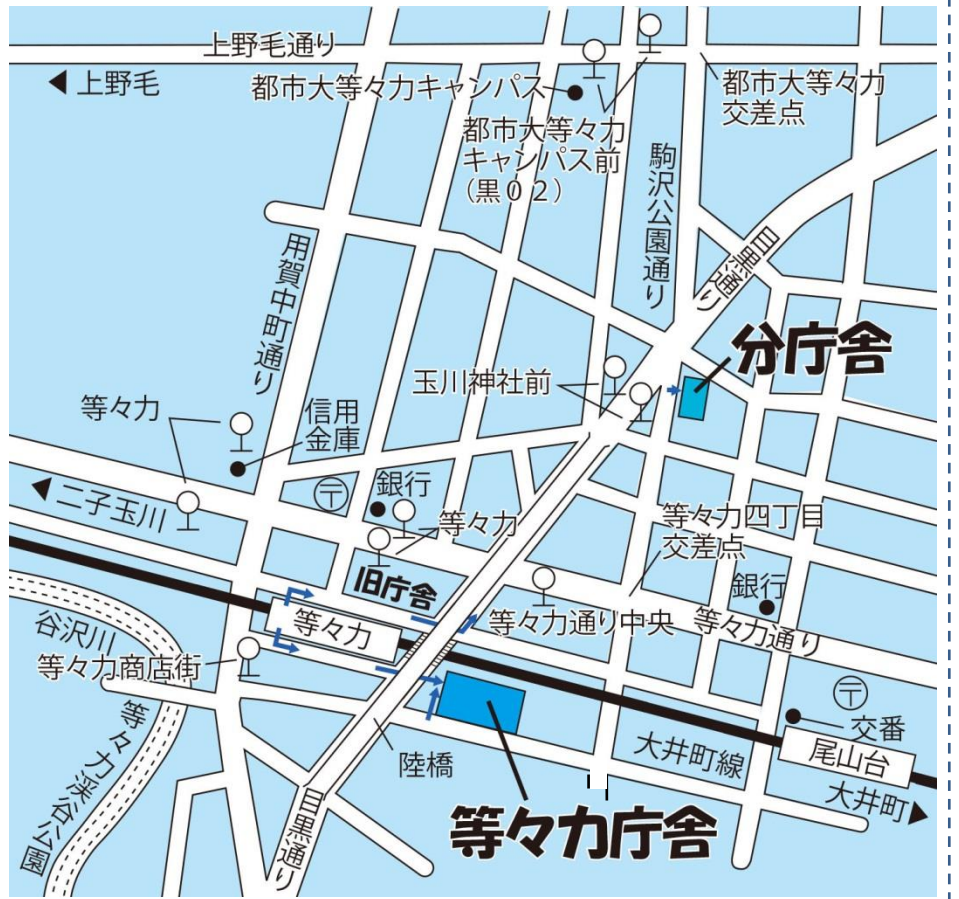 上野毛通り
◀上野毛
都市大等々力キャンパス
都市大等々力
キャンパス前
(黒02)
都市大等々力
交差点
駒沢公園通り
目黒通り
用賀中町通り
分庁舎
玉川神社前
等々力
信用
金庫
◀二子玉川
〒
銀行
等々力
等々力四丁目
交差点
旧庁舎
銀行
等々力
等々力通り中央
等々力通り
谷沢川
等々力商店街
〒
交番
等々力渓谷公園
陸橋
大井町線
尾山台
大井町▶
目黒通り
等々力庁舎